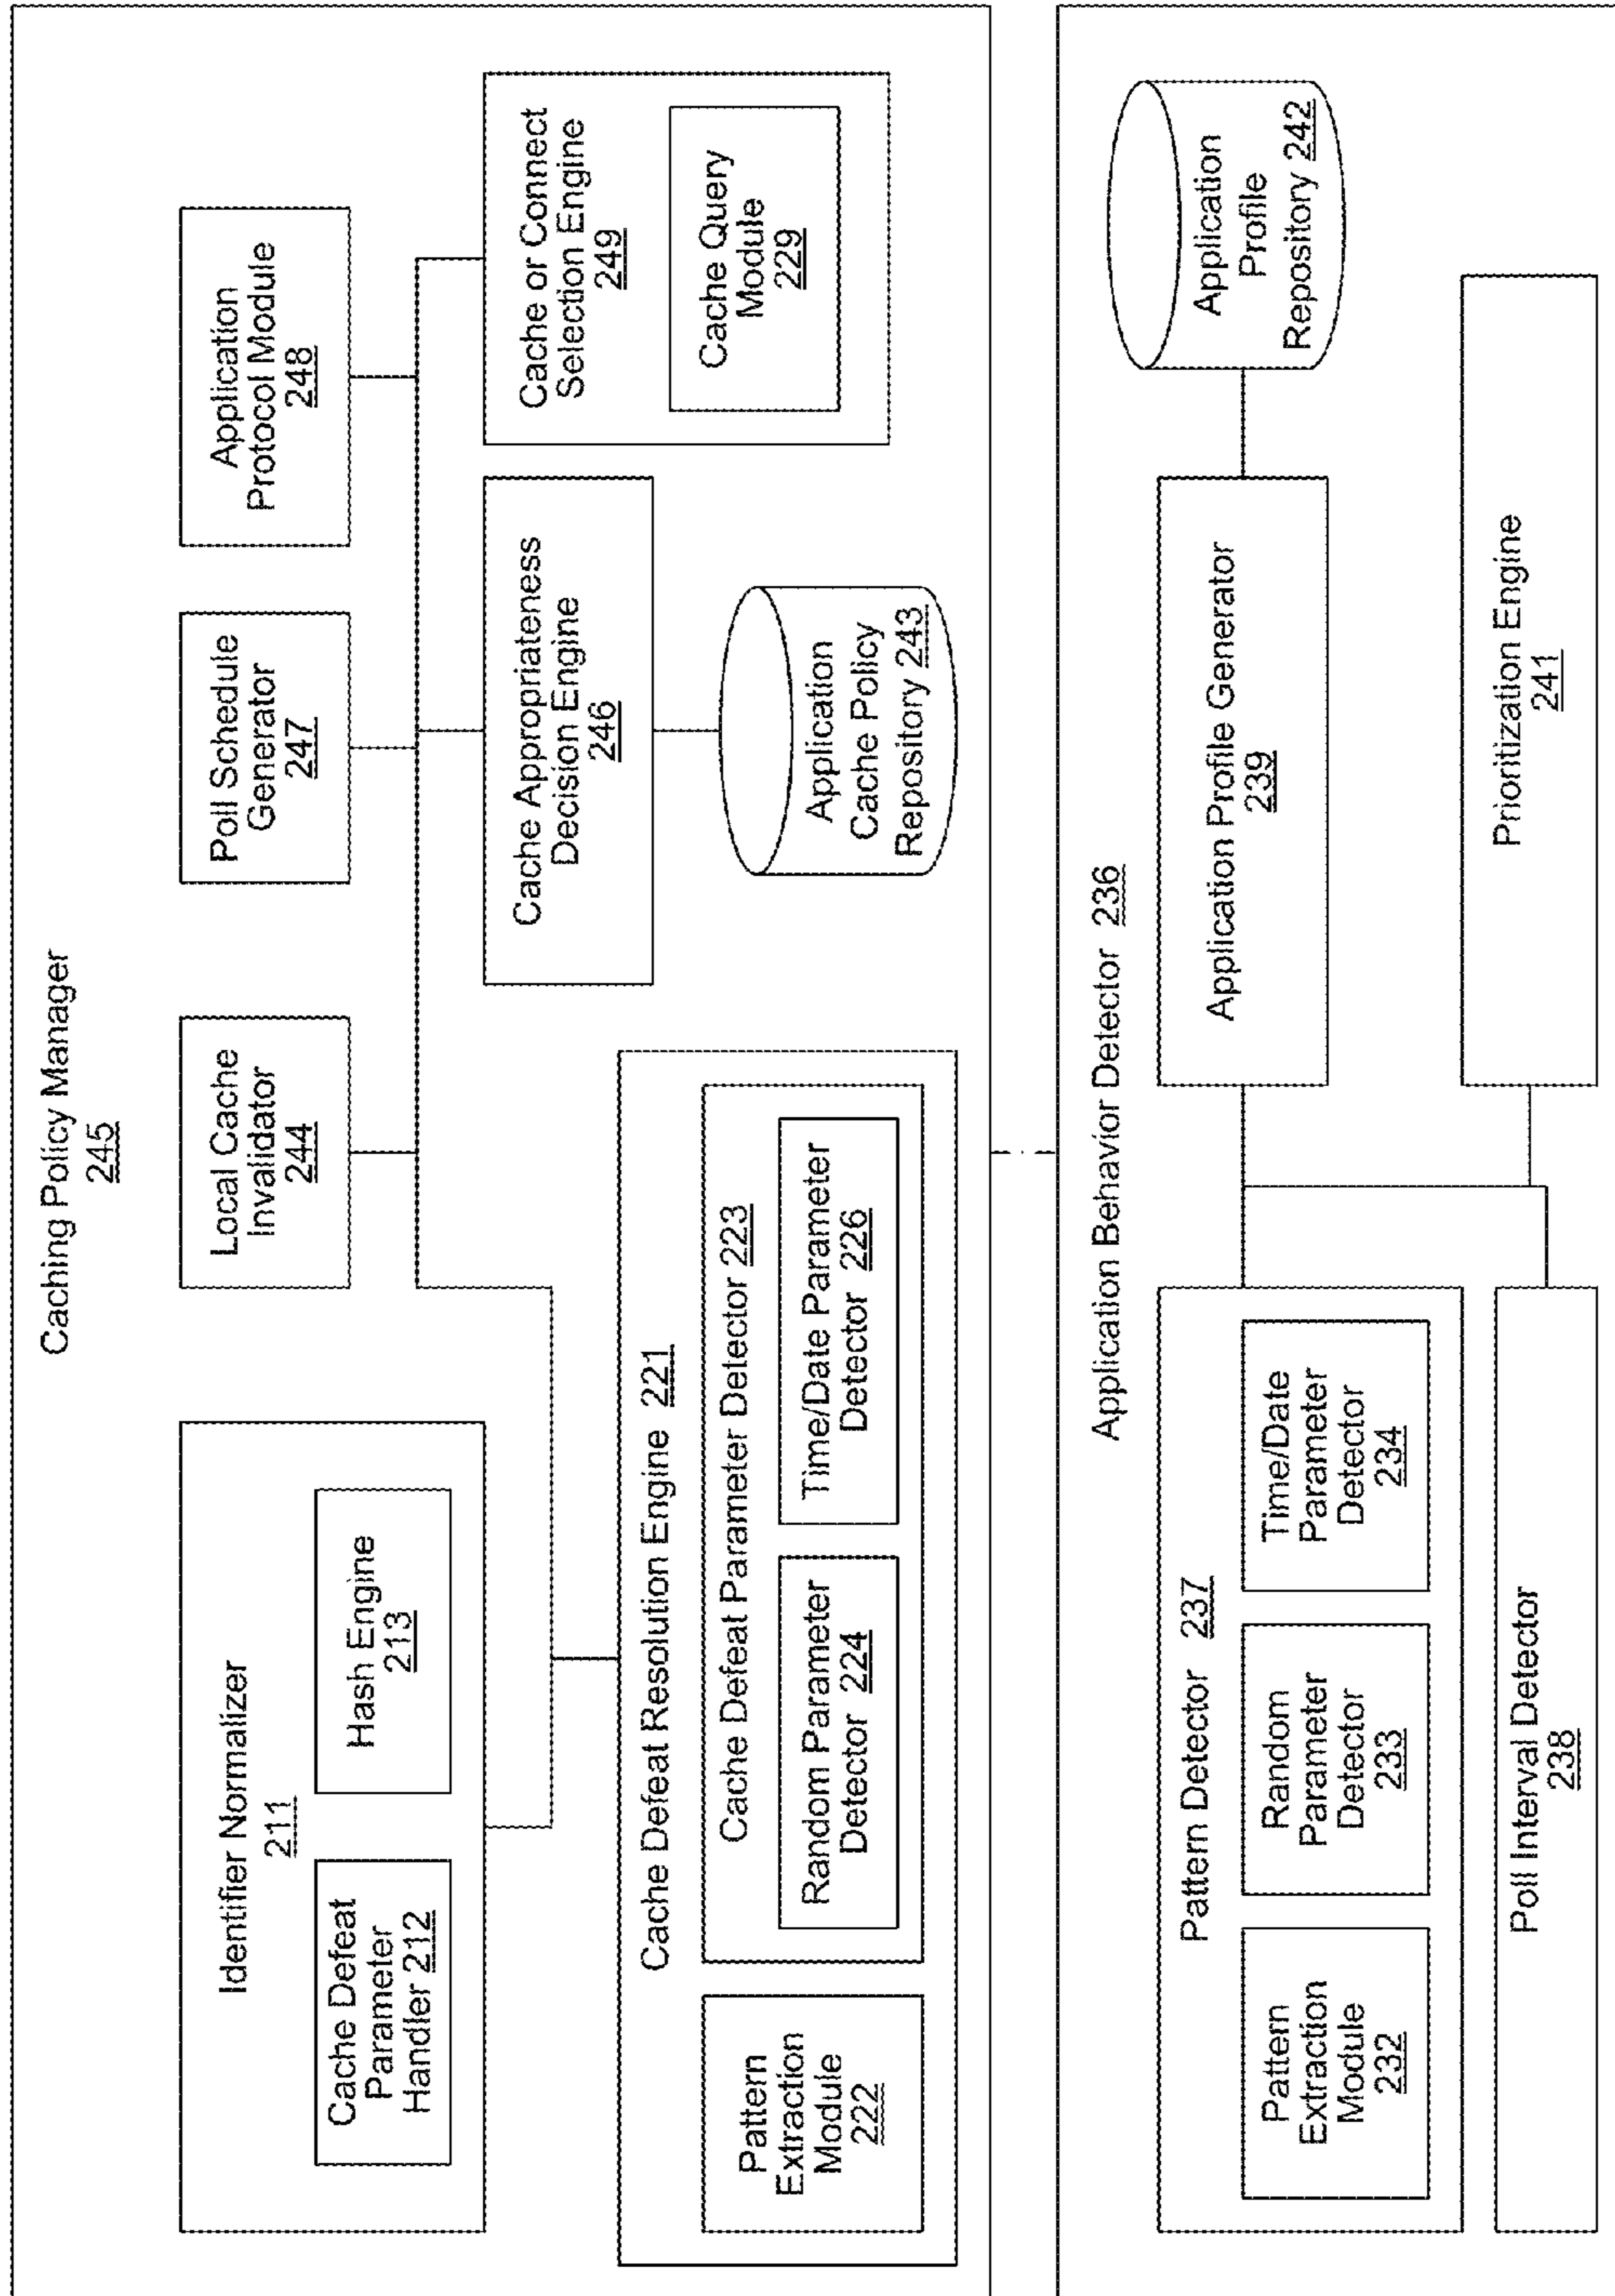 Caching Policy Manager
245
Identifier Normalizer
211
Cache Defeat
Parameter
Handler 212
Hash Engine
213
Local Cache
Invalidator
244
Poll Schedule
Generator
247
Application
Protocol Module
248
Cache Defeat Resolution Engine 221
Pattern
Extraction
Module
222
Cache Defeat Parameter Detector 223
Random Parameter
Detector 224
Time/Date Parameter
Detector 226
Cache Appropriateness
Decision Engine
246
Application
Cache Policy
Repository 243
Cache or Connect
Selection Engine
249
Cache Query
Module
229
Application Behavior Detector 236
Pattern Detector 237
Pattern
Extraction
Module
232
Random
Parameter
Detector
233
Time/Date
Parameter
Detector
234
Application Profile Generator
239
Application
Profile
Repository 242
Poll Interval Detector
238
Prioritization Engine
241